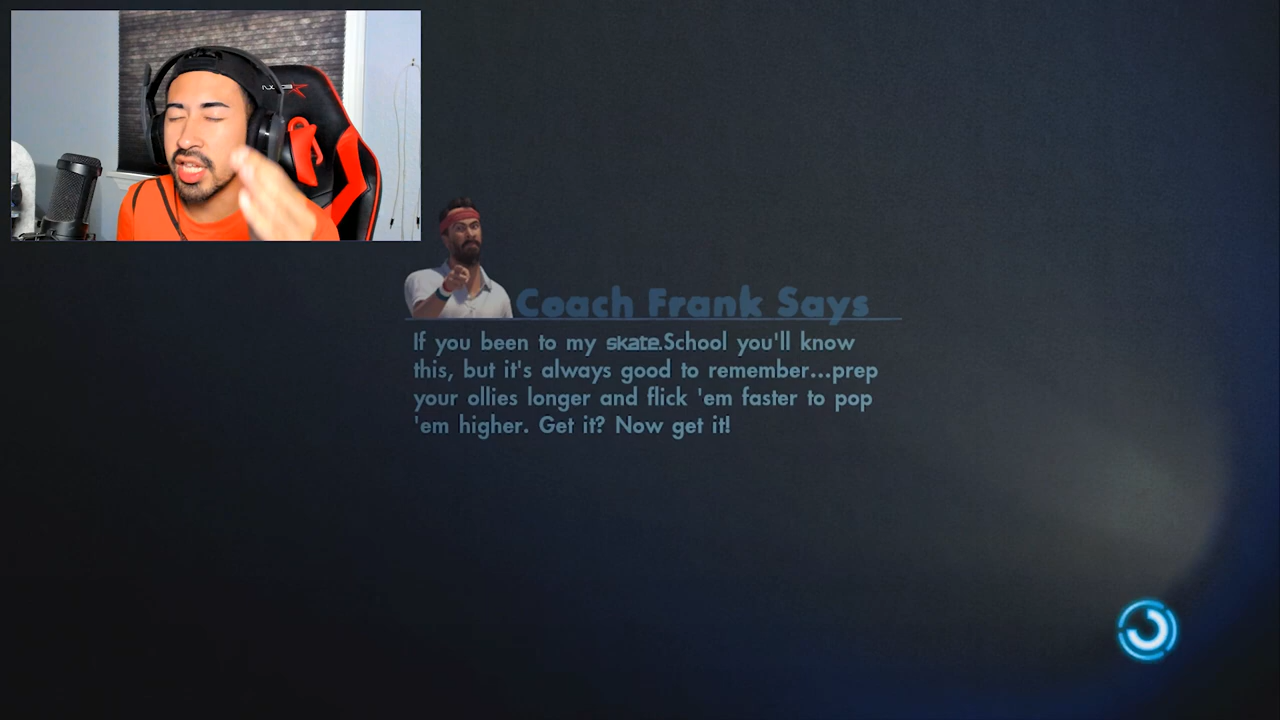 Coach Frank Says
If you been to my skate.School you'll know
this, but it's always good to remember...prep
your ollies longer and flick 'em faster to pop
'em higher. Get it? Now get it!